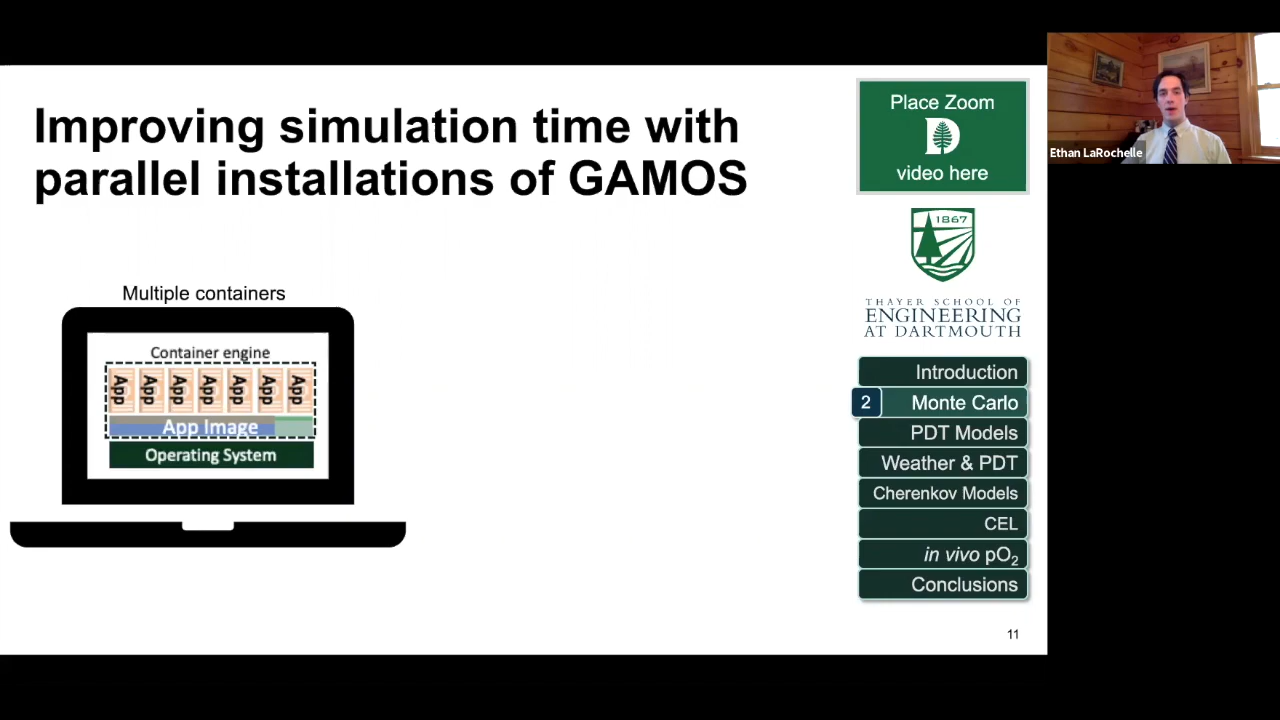 Improving simulation time with
parallel installations of GAMOS
Multiple containers
Container engine
App App App App App App App
App Image
Operating System
Place Zoom
D
video here
1867
THAYER SCHOOL OF
ENGINEERING
AT DARTMOUTH
Introduction
2 Monte Carlo
PDT Models
Weather & PDT
Cherenkov Models
CEL
in vivo pO₂
Conclusions
11
Ethan LaRochelle